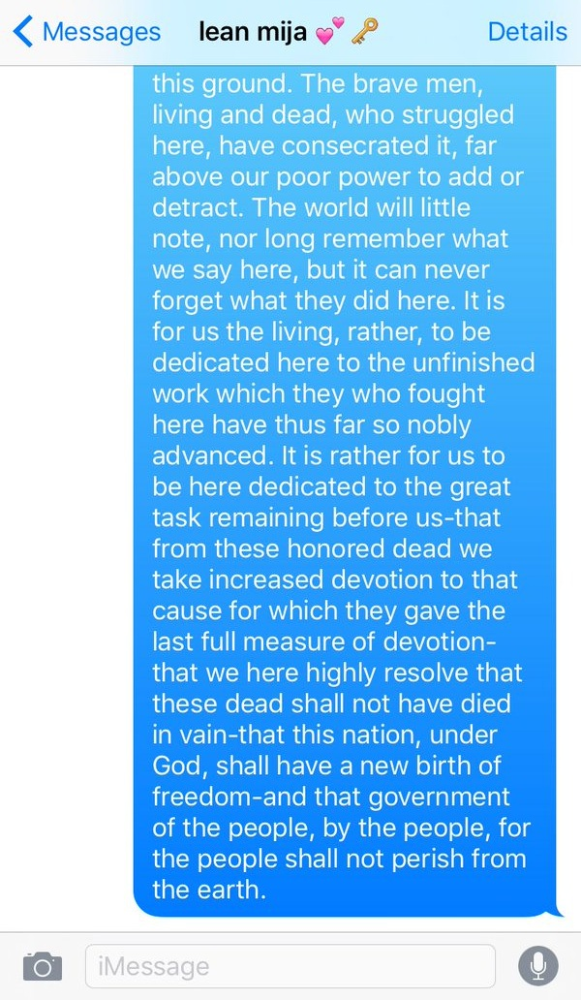 Messages lean mija 💕 🔑 Details
this ground. The brave men,
living and dead, who struggled
here, have consecrated it, far
above our poor power to add or
detract. The world will little
note, nor long remember what
we say here, but it can never
forget what they did here. It is
for us the living, rather, to be
dedicated here to the unfinished
work which they who fought
here have thus far so nobly
advanced. It is rather for us to
be here dedicated to the great
task remaining before us-that
from these honored dead we
take increased devotion to that
cause for which they gave the
last full measure of devotion-
that we here highly resolve that
these dead shall not have died
in vain-that this nation, under
God, shall have a new birth of
freedom-and that government
of the people, by the people, for
the people shall not perish from
the earth.
iMessage